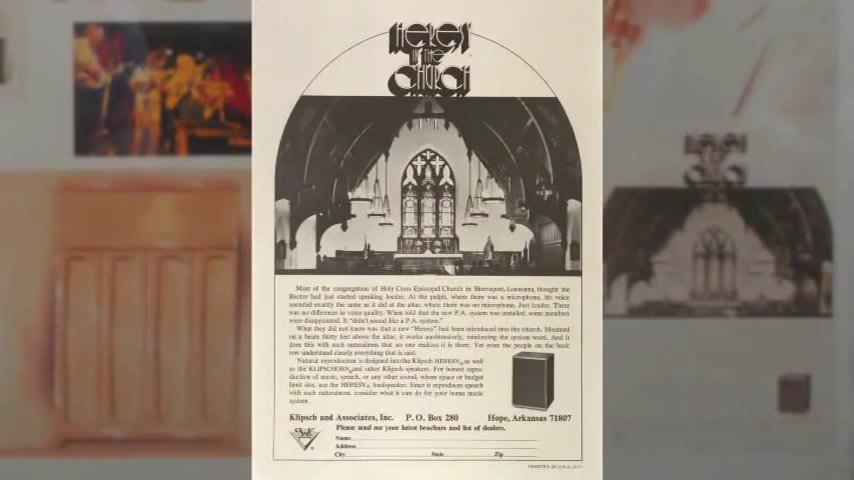 HERESY
IN THE
CHURCH
Most of the congregation of Holy Cross Episcopal Church in Shreveport, Louisiana, thought the
Rector had just started speaking louder. At the pulpit, where there was a microphone, his voice
sounded exactly the same as it did at the altar, where there was no microphone. Just louder. There
was no difference in voice quality. When told that the new P.A. system was installed, some members
were disappointed. It "didn't sound like a P.A. system."
What they did not know was that a new "Heresy" had been introduced into the church. Mounted
on a beam thirty feet above the altar, it works unobtrusively, reinforcing the spoken word. And it
does this with such naturalness that no one realizes it is there. Yet even the people on the back
row understand clearly everything that is said.
Natural reproduction is designed into the Klipsch HERESY® as well
as the KLIPSCHORN® and other Klipsch speakers. For honest repro-
duction of music, speech, or any other sound, where space or budget
limit size, use the HERESY® loudspeaker. Since it reproduces speech
with such naturalness, consider what it can do for your home music
system.
Klipsch and Associates, Inc. P. O. Box 280 Hope, Arkansas 71807
Please send me your latest brochure and list of dealers.
Name
Address
City State Zip